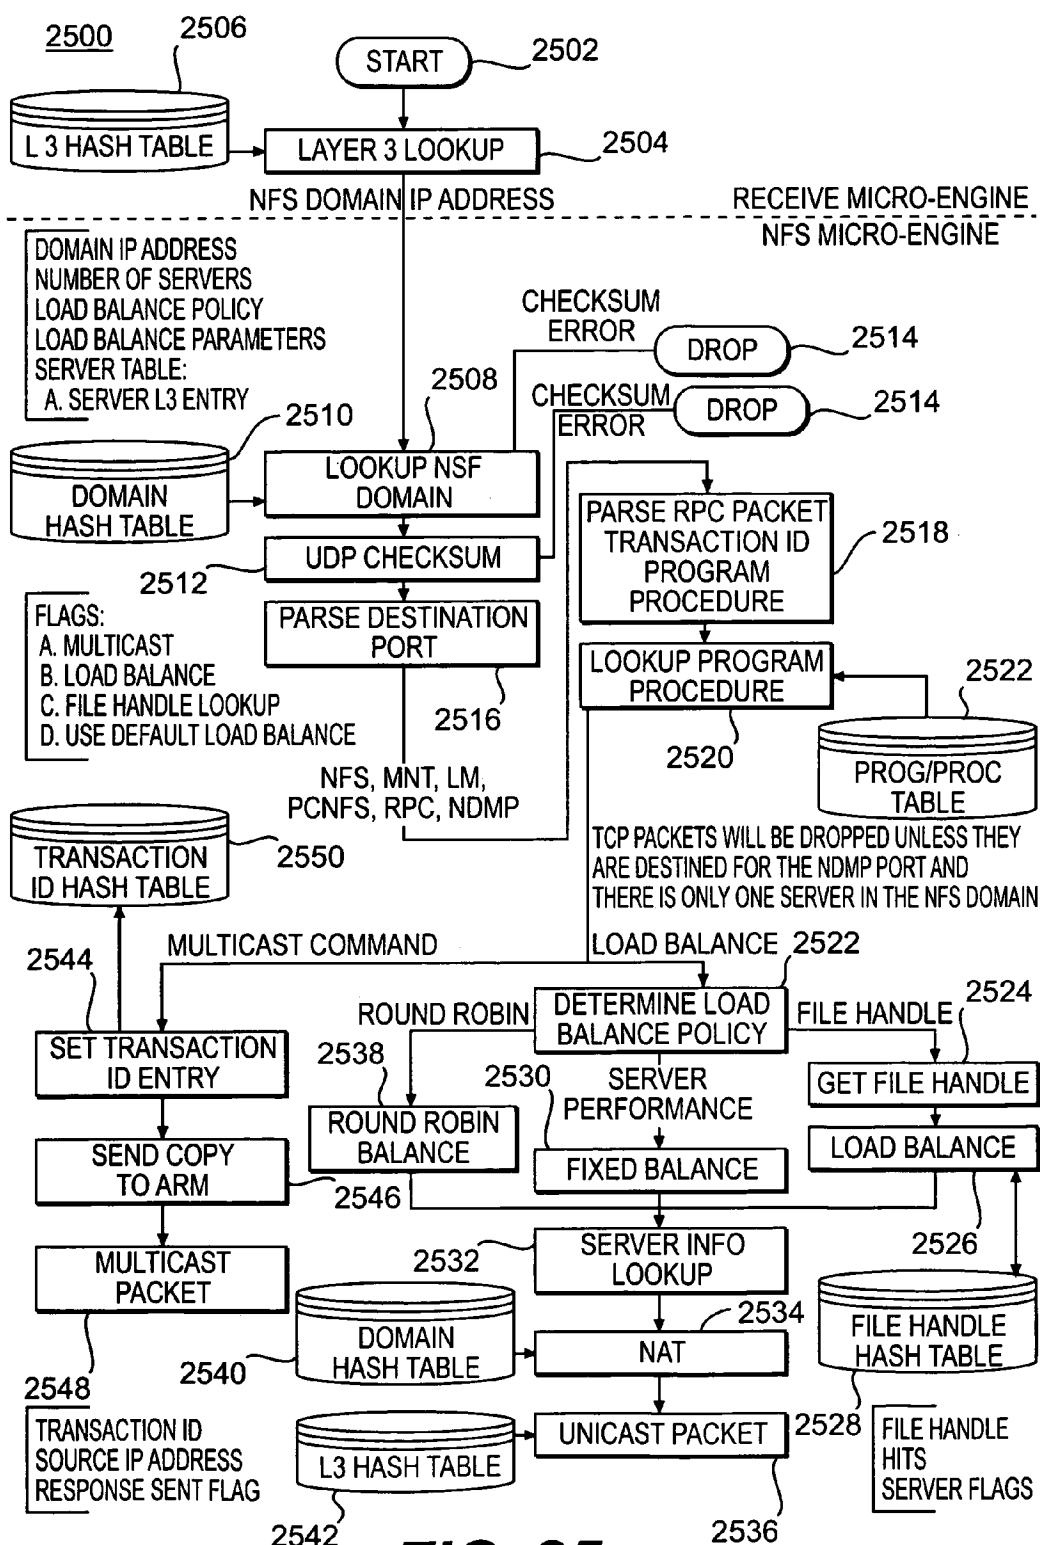 2500
2506
START
2502
L 3 HASH TABLE
LAYER 3 LOOKUP
2504
NFS DOMAIN IP ADDRESS
RECEIVE MICRO-ENGINE
NFS MICRO-ENGINE
DOMAIN IP ADDRESS
NUMBER OF SERVERS
LOAD BALANCE POLICY
LOAD BALANCE PARAMETERS
SERVER TABLE:
A. SERVER L3 ENTRY
CHECKSUM
ERROR
DROP
2514
CHECKSUM
ERROR
DROP
2514
2510
2508
DOMAIN
HASH TABLE
LOOKUP NSF
DOMAIN
2512
UDP CHECKSUM
PARSE RPC PACKET
TRANSACTION ID
PROGRAM
PROCEDURE
2518
FLAGS:
A. MULTICAST
B. LOAD BALANCE
C. FILE HANDLE LOOKUP
D. USE DEFAULT LOAD BALANCE
PARSE DESTINATION
PORT
2516
LOOKUP PROGRAM
PROCEDURE
2520
2522
PROG/PROC
TABLE
NFS, MNT, LM,
PCNFS, RPC, NDMP
TRANSACTION
ID HASH TABLE
2550
TCP PACKETS WILL BE DROPPED UNLESS THEY
ARE DESTINED FOR THE NDMP PORT AND
THERE IS ONLY ONE SERVER IN THE NFS DOMAIN
MULTICAST COMMAND
LOAD BALANCE
2522
2544
SET TRANSACTION
ID ENTRY
ROUND ROBIN
DETERMINE LOAD
BALANCE POLICY
FILE HANDLE
2524
2538
2530
SERVER
PERFORMANCE
GET FILE HANDLE
ROUND ROBIN
BALANCE
SEND COPY
TO ARM
2546
FIXED BALANCE
LOAD BALANCE
2526
MULTICAST
PACKET
2548
2532
SERVER INFO
LOOKUP
DOMAIN
HASH TABLE
2540
2534
NAT
FILE HANDLE
HASH TABLE
2528
TRANSACTION ID
SOURCE IP ADDRESS
RESPONSE SENT FLAG
L3 HASH TABLE
2542
UNICAST PACKET
2536
FILE HANDLE
HITS
SERVER FLAGS